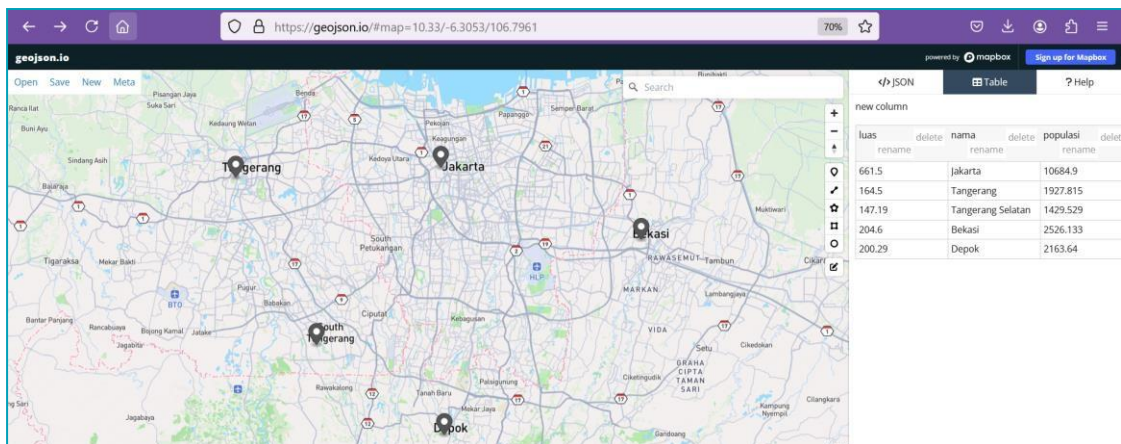 https://geojson.io/#map=10.33/-6.3053/106.7961
70%
geojson.io
powered by mapbox
Sign up for Mapbox
Open Save New Meta
Search
</> JSON
Table
? Help
new column
luas delete rename
nama delete rename
populasi delet rename
661.5 Jakarta 10684.9
164.5 Tangerang 1927.815
147.19 Tangerang Selatan 1429.529
204.6 Bekasi 2526.133
200.29 Depok 2163.64
Ranca Ilat
Pisangan Jaya
Suka Sari
Benda
Buni Ayu
Kedaung Wetan
Pekojan
Papanggo
Semper Barat
Keagungan
Sindang Asih
Tangerang
Kedoya Utara
Jakarta
Balaraja
Muktiwari
South Petukangan
Bekasi
RAWASEMUT
Tambun
Cikar
Tigaraksa
Mekar Bakti
HLP
BTO
Pugur
Babakan
MARKAN
Lambangjaya
Bantar Panjang
Rancabuaya
Bojong Kamal
Jatake
Ciputat
Kebagusan
South Tangerang
VIDA
Jagabita
Setu
Cikedokan
GRAHA CIPTA TAMAN SARI
Rawakalong
Tanah Baru
Palsigunung
Ciketingudik
Mekar Jaya
Depok
Jagabaya
Kampung Nyempil
Cilangkara
Gandoang